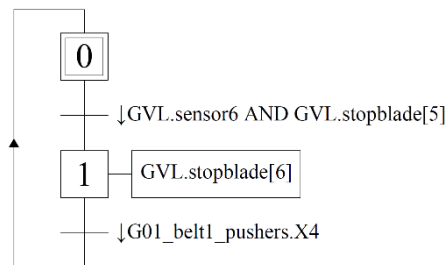 0
↓GVL.sensor6 AND GVL.stopblade[5]
1
GVL.stopblade[6]
↓G01_belt1_pushers.X4